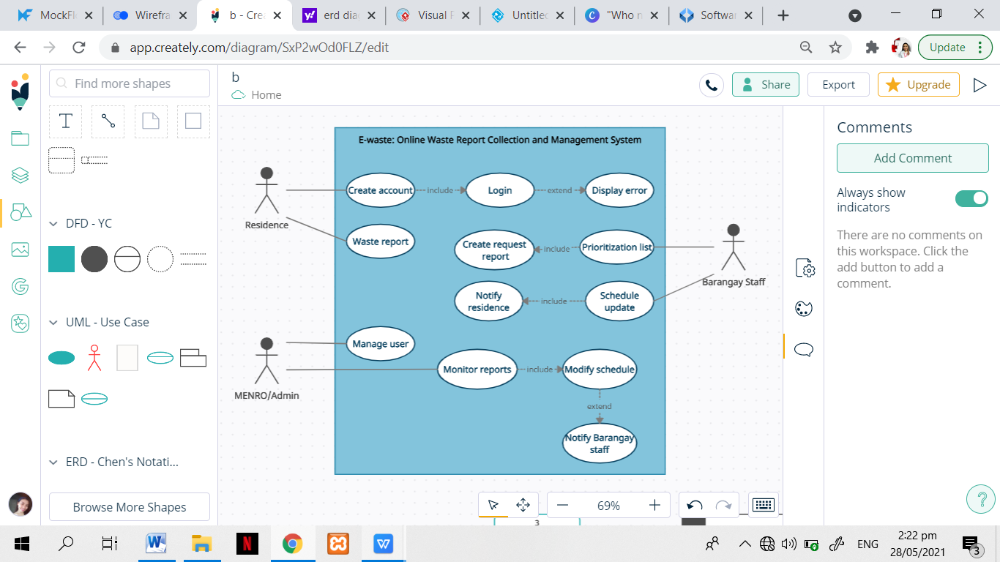 MockFl
Wirefra
b - Crea
erd dia
Visual P
Untitled
"Who n
Softwar
app.creately.com/diagram/SxP2wOd0FLZ/edit
Update
Find more shapes
b
Home
Share
Export
Upgrade
T
Comments
Add Comment
Always show
indicators
There are no comments on
this workspace. Click the
add button to add a
comment.
DFD - YC
UML - Use Case
ERD - Chen's Notati...
Browse More Shapes
E-waste: Online Waste Report Collection and Management System
Create account
include
Login
extend
Display error
Residence
Waste report
Create request
report
include
Prioritization list
Barangay Staff
Notify
residence
include
Schedule
update
Manage user
Monitor reports
include
Modify schedule
MENRO/Admin
extend
Notify Barangay
staff
69%
3
?
ENG
2:22 pm
28/05/2021
3